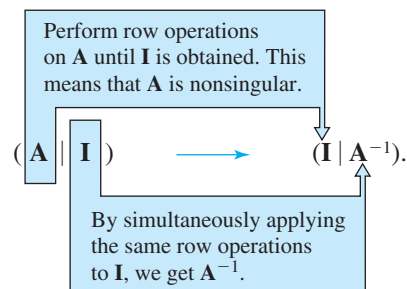 Perform row operations
on A until I is obtained. This
means that A is nonsingular.
( A | I ) (I | A⁻¹).
By simultaneously applying
the same row operations
to I, we get A⁻¹.